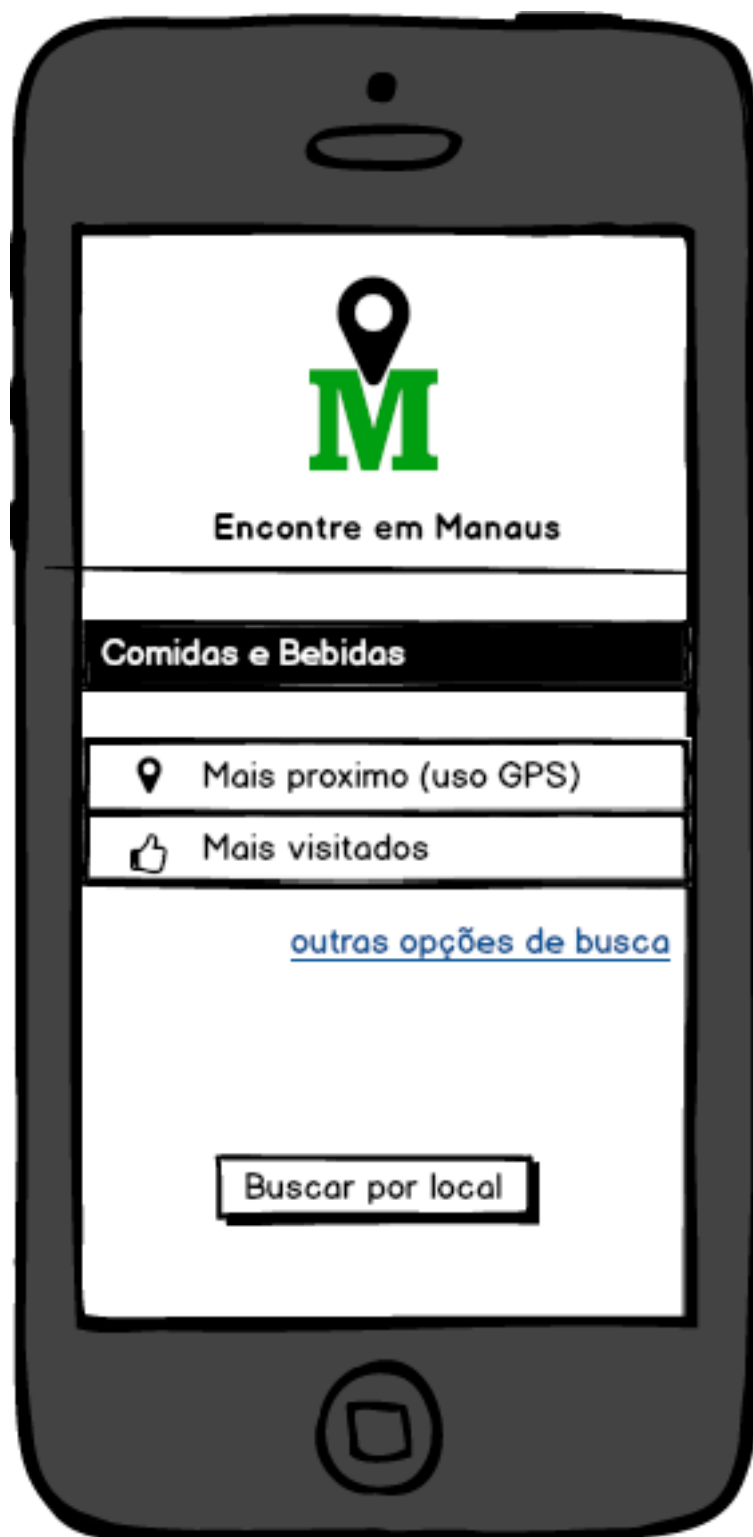 M
Encontre em Manaus
Comidas e Bebidas
Mais proximo (uso GPS)
Mais visitados
outras opções de busca
Buscar por local